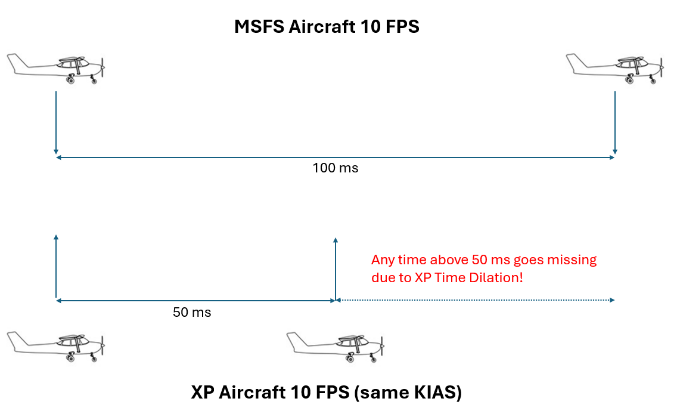 MSFS Aircraft 10 FPS
100 ms
Any time above 50 ms goes missing
due to XP Time Dilation!
50 ms
XP Aircraft 10 FPS (same KIAS)